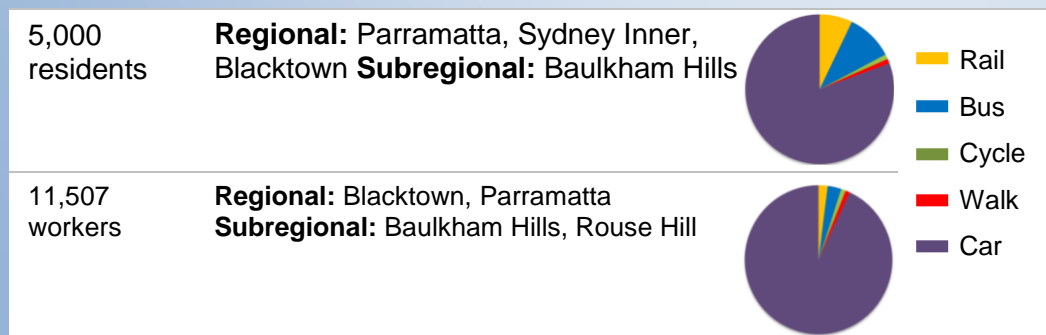 5,000
residents
Regional: Parramatta, Sydney Inner,
Blacktown Subregional: Baulkham Hills
11,507
workers
Regional: Blacktown, Parramatta
Subregional: Baulkham Hills, Rouse Hill
Rail
Bus
Cycle
Walk
Car